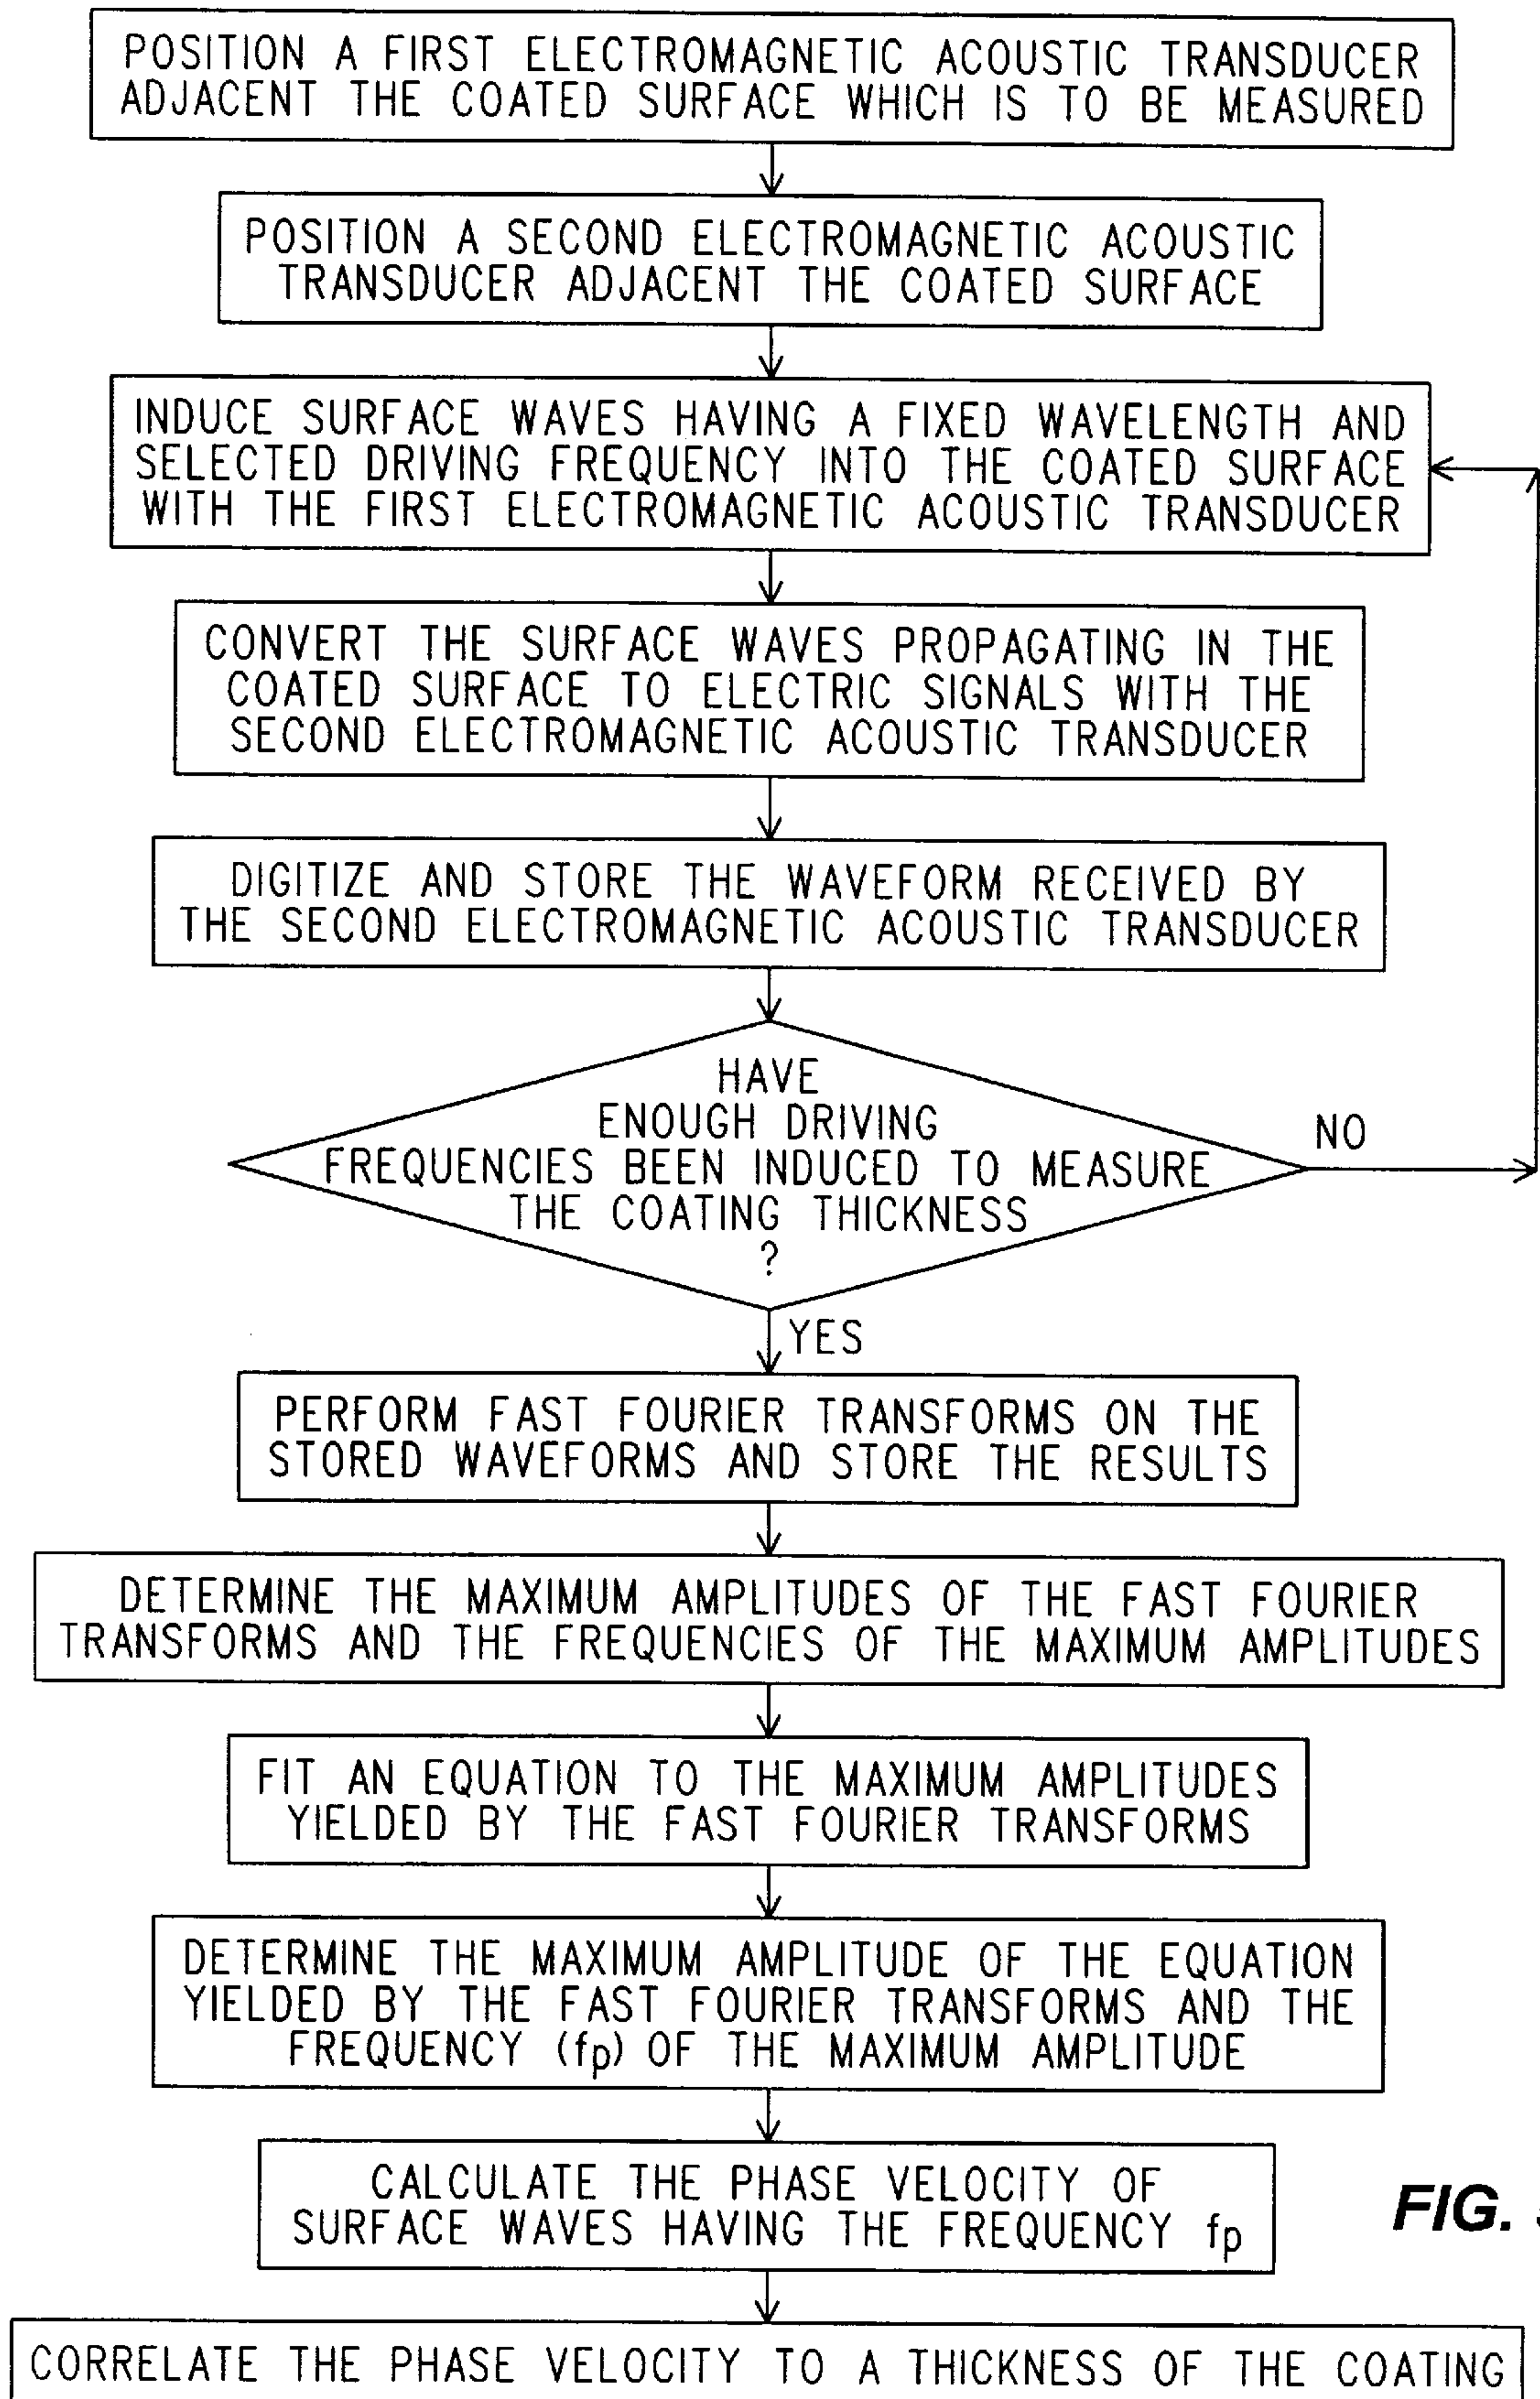 POSITION A FIRST ELECTROMAGNETIC ACOUSTIC TRANSDUCER
ADJACENT THE COATED SURFACE WHICH IS TO BE MEASURED
POSITION A SECOND ELECTROMAGNETIC ACOUSTIC
TRANSDUCER ADJACENT THE COATED SURFACE
INDUCE SURFACE WAVES HAVING A FIXED WAVELENGTH AND
SELECTED DRIVING FREQUENCY INTO THE COATED SURFACE
WITH THE FIRST ELECTROMAGNETIC ACOUSTIC TRANSDUCER
CONVERT THE SURFACE WAVES PROPAGATING IN THE
COATED SURFACE TO ELECTRIC SIGNALS WITH THE
SECOND ELECTROMAGNETIC ACOUSTIC TRANSDUCER
DIGITIZE AND STORE THE WAVEFORM RECEIVED BY
THE SECOND ELECTROMAGNETIC ACOUSTIC TRANSDUCER
HAVE
ENOUGH DRIVING
FREQUENCIES BEEN INDUCED TO MEASURE
THE COATING THICKNESS
?
NO
YES
PERFORM FAST FOURIER TRANSFORMS ON THE
STORED WAVEFORMS AND STORE THE RESULTS
DETERMINE THE MAXIMUM AMPLITUDES OF THE FAST FOURIER
TRANSFORMS AND THE FREQUENCIES OF THE MAXIMUM AMPLITUDES
FIT AN EQUATION TO THE MAXIMUM AMPLITUDES
YIELDED BY THE FAST FOURIER TRANSFORMS
DETERMINE THE MAXIMUM AMPLITUDE OF THE EQUATION
YIELDED BY THE FAST FOURIER TRANSFORMS AND THE
FREQUENCY (fp) OF THE MAXIMUM AMPLITUDE
CALCULATE THE PHASE VELOCITY OF
SURFACE WAVES HAVING THE FREQUENCY fp
FIG.
CORRELATE THE PHASE VELOCITY TO A THICKNESS OF THE COATING